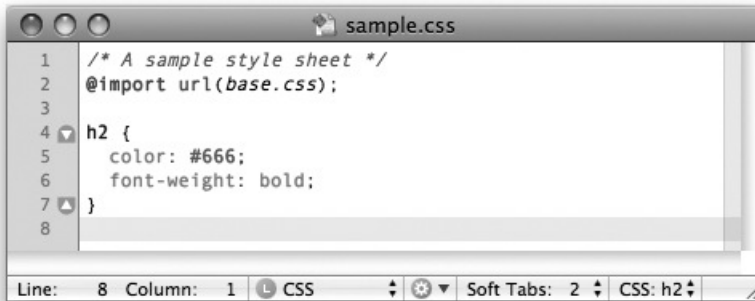 sample.css
1 /* A sample style sheet */
2 @import url(base.css);
3
4 h2 {
5 color: #666;
6 font-weight: bold;
7 }
8
Line: 8 Column: 1 L CSS Soft Tabs: 2 CSS: h2